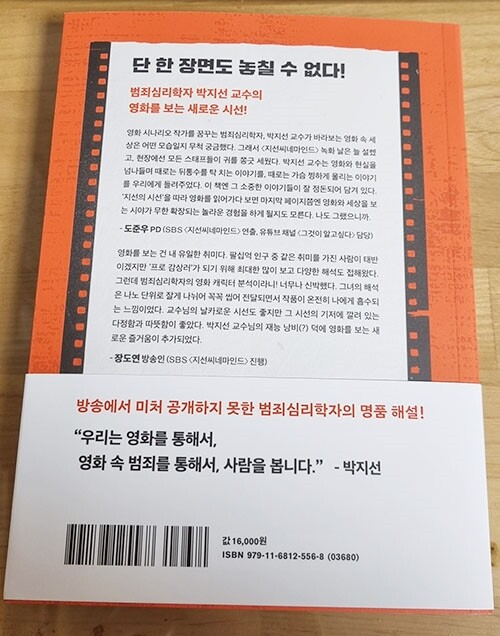 단 한 장면도 놓칠 수 없다!
범죄심리학자 박지선 교수의
영화를 보는 새로운 시선!
영화 시나리오 작가를 꿈꾸는 범죄심리학자, 박지선 교수가 바라보는 영화 속 세
상은 어떤 모습일지 무척 궁금했다. 그래서 <지선씨네마인드> 녹화 날은 늘 설렜
고, 현장에선 모든 스태프들이 귀를 쫑긋 세웠다. 박지선 교수는 영화와 현실을
넘나들며 때로는 뒤통수를 탁 치는 이야기를, 때로는 가슴 찡하게 울리는 이야기
를 우리에게 들려주었다. 이 책엔 그 소중한 이야기들이 잘 정돈되어 담겨 있다.
'지선의 시선'을 따라 영화를 읽어가다 보면 마지막 페이지쯤엔 영화와 세상을 보
는 시야가 무한 확장되는 놀라운 경험을 하게 될지도 모른다. 나도 그랬으니까.
- 도준우 PD (SBS <지선씨네마인드> 연출, 유튜브 채널 <그것이 알고싶다> 담당)
영화를 보는 건 내 유일한 취미다. 팔십억 인구 중 같은 취미를 가진 사람이 태반
이겠지만 '프로 감상러'가 되기 위해 최대한 많이 보고 다양한 해석도 접해왔다.
그런데 범죄심리학자의 영화 캐릭터 분석이라니! 너무나 신박했다. 그녀의 해석
은 나노 단위로 잘게 나뉘어 꼭꼭 씹어 전달되면서 작품이 온전히 나에게 흡수되
는 느낌이었다. 교수님의 날카로운 시선도 좋지만 그 시선의 기저에 깔려 있는
다정함과 따뜻함이 좋았다. 박지선 교수님의 재능 낭비(?) 덕에 영화를 보는 새
로운 즐거움이 추가되었다.
- 장도연 방송인 (SBS <지선씨네마인드> 진행)
방송에서 미처 공개하지 못한 범죄심리학자의 명품 해설!
“우리는 영화를 통해서,
영화 속 범죄를 통해서, 사람을 봅니다.” - 박지선
값 16,000원
ISBN 979-11-6812-556-8 (03680)